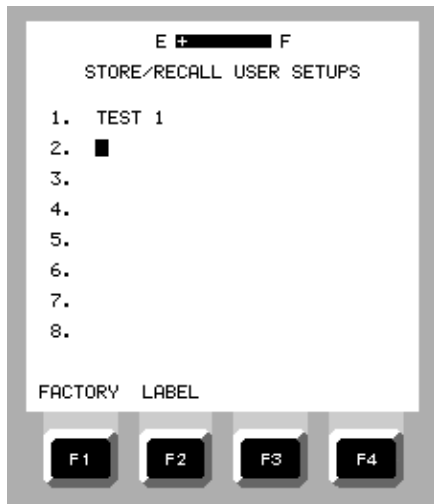 E + F
STORE/RECALL USER SETUPS
1. TEST 1
2.
3.
4.
5.
6.
7.
8.
FACTORY LABEL
F1 F2 F3 F4